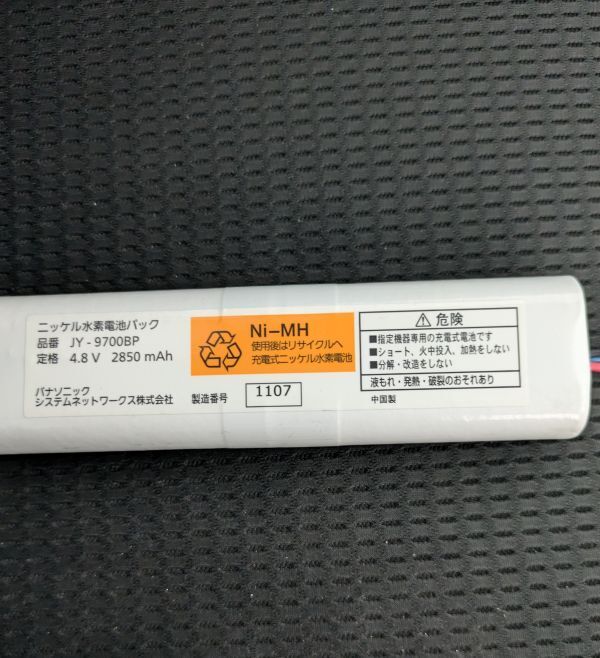 ニッケル水素電池パック
品番 JY-9700BP
定格 4.8 V 2850 mAh
パナソニック
システムネットワークス株式会社
Ni-MH
使用後はリサイクルへ
充電式ニッケル水素電池
製造番号 1107
⚠ 危険
■指定機器専用の充電式電池です
■ショート、火中投入、加熱をしない
■分解・改造をしない
液もれ・発熱・破裂のおそれあり
中国製